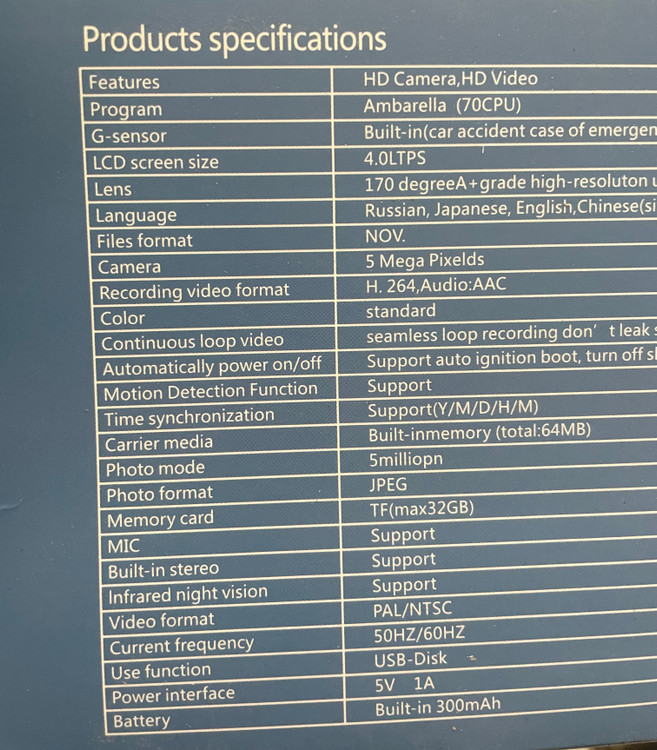 Products specifications
Features HD Camera,HD Video
Program Ambarella (70CPU)
G-sensor Built-in(car accident case of emergen
LCD screen size 4.0LTPS
Lens 170 degreeA+grade high-resoluton u
Language Russian, Japanese, English,Chinese(si
Files format NOV.
Camera 5 Mega Pixelds
Recording video format H. 264,Audio:AAC
Color standard
Continuous loop video seamless loop recording don' t leak s
Automatically power on/off Support auto ignition boot, turn off sh
Motion Detection Function Support
Time synchronization Support(Y/M/D/H/M)
Carrier media Built-inmemory (total:64MB)
Photo mode 5milliopn
Photo format JPEG
Memory card TF(max32GB)
MIC Support
Built-in stereo Support
Infrared night vision Support
Video format PAL/NTSC
Current frequency 50HZ/60HZ
Use function USB-Disk
Power interface 5V 1A
Battery Built-in 300mAh